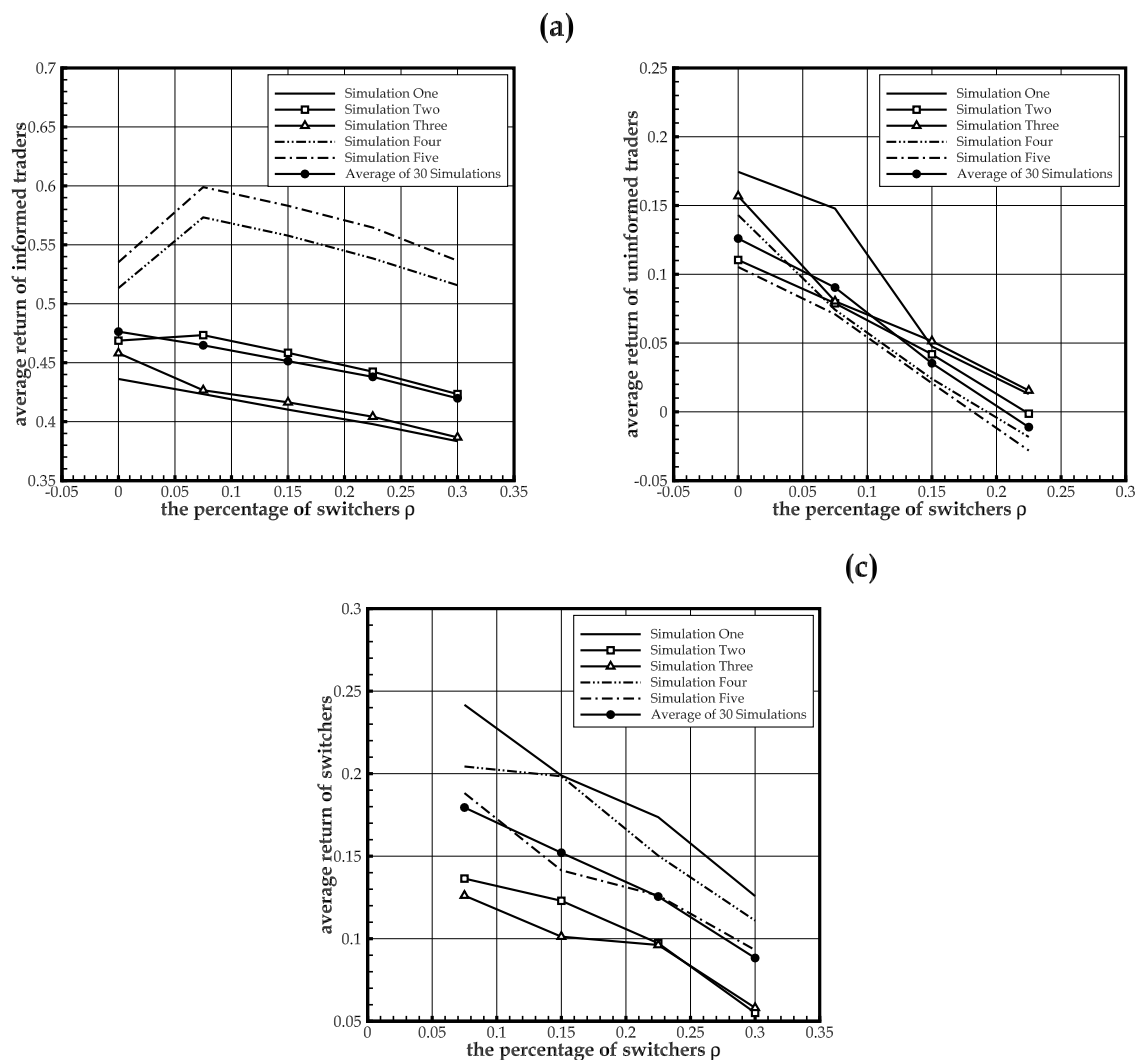 (a)
0.7
0.65
0.6
0.55
0.5
0.45
0.4
0.35
average return of informed traders
Simulation One
Simulation Two
Simulation Three
Simulation Four
Simulation Five
Average of 30 Simulations
-0.05 0 0.05 0.1 0.15 0.2 0.25 0.3 0.35
the percentage of switchers ρ
0.25
0.2
0.15
0.1
0.05
0
-0.05
average return of uninformed traders
Simulation One
Simulation Two
Simulation Three
Simulation Four
Simulation Five
Average of 30 Simulations
-0.05 0 0.05 0.1 0.15 0.2 0.25 0.3
the percentage of switchers ρ
(c)
0.3
0.25
0.2
0.15
0.1
0.05
average return of switchers
Simulation One
Simulation Two
Simulation Three
Simulation Four
Simulation Five
Average of 30 Simulations
0 0.05 0.1 0.15 0.2 0.25 0.3 0.35
the percentage of switchers ρ